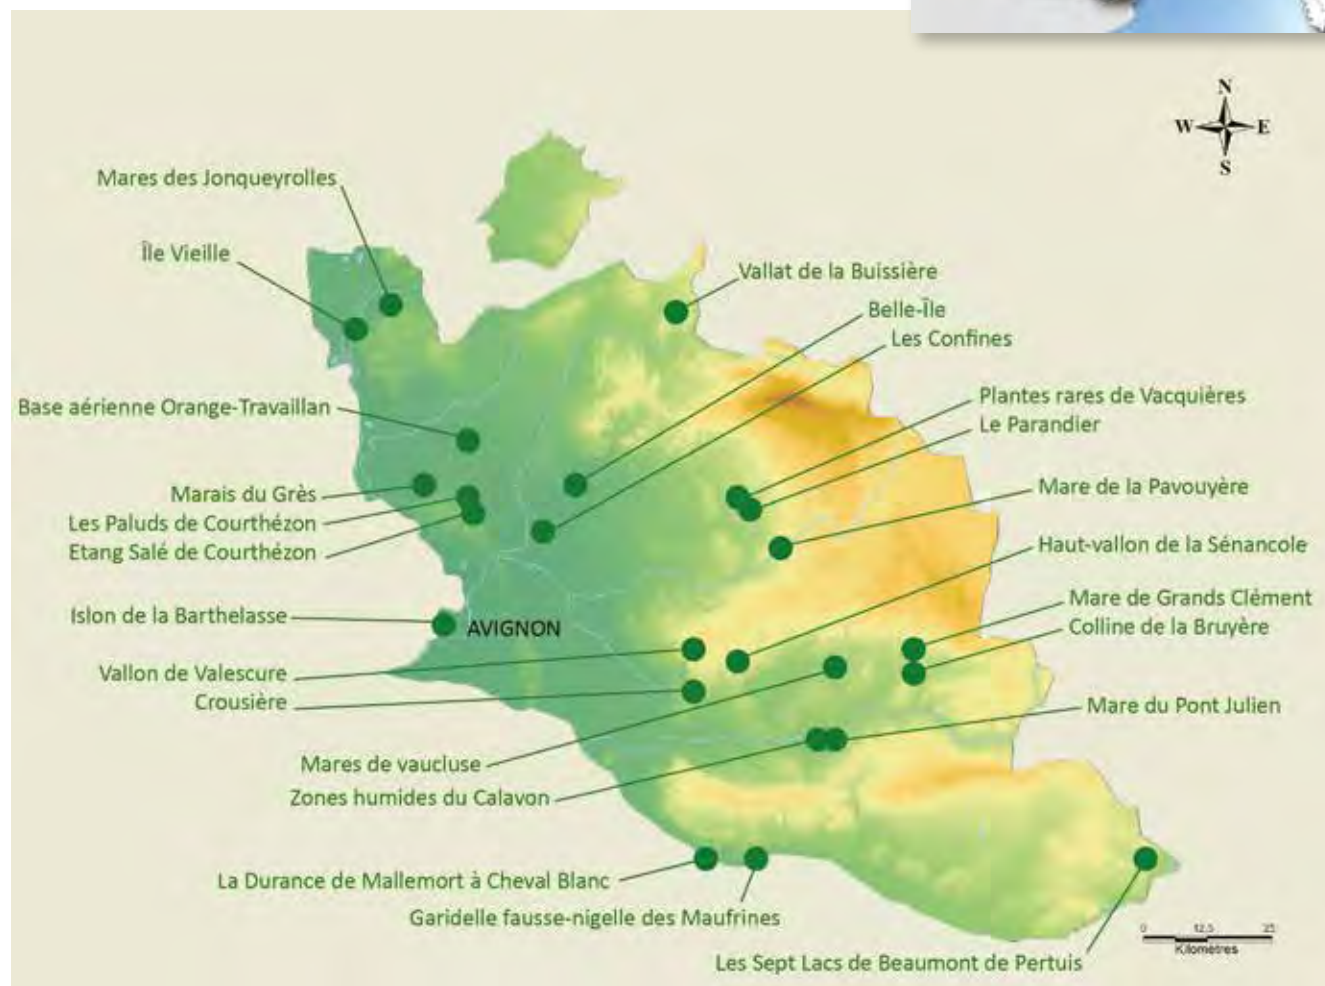 N
W E
S
Mares des Jonqueyrolles
Île Vieille
Vallat de la Buissière
Belle-Île
Les Confines
Base aérienne Orange-Travaillan
Plantes rares de Vacquières
Le Parandier
Marais du Grès
Les Paluds de Courthézon
Etang Salé de Courthézon
Mare de la Pavouyère
Haut-vallon de la Sénancole
Islon de la Barthelasse
AVIGNON
Mare de Grands Clément
Colline de la Bruyère
Vallon de Valescure
Crousière
Mare du Pont Julien
Mares de vaucluse
Zones humides du Calavon
La Durance de Mallemort à Cheval Blanc
Garidelle fausse-nigelle des Maufrines
0 12,5 25
Kilomètres
Les Sept Lacs de Beaumont de Pertuis